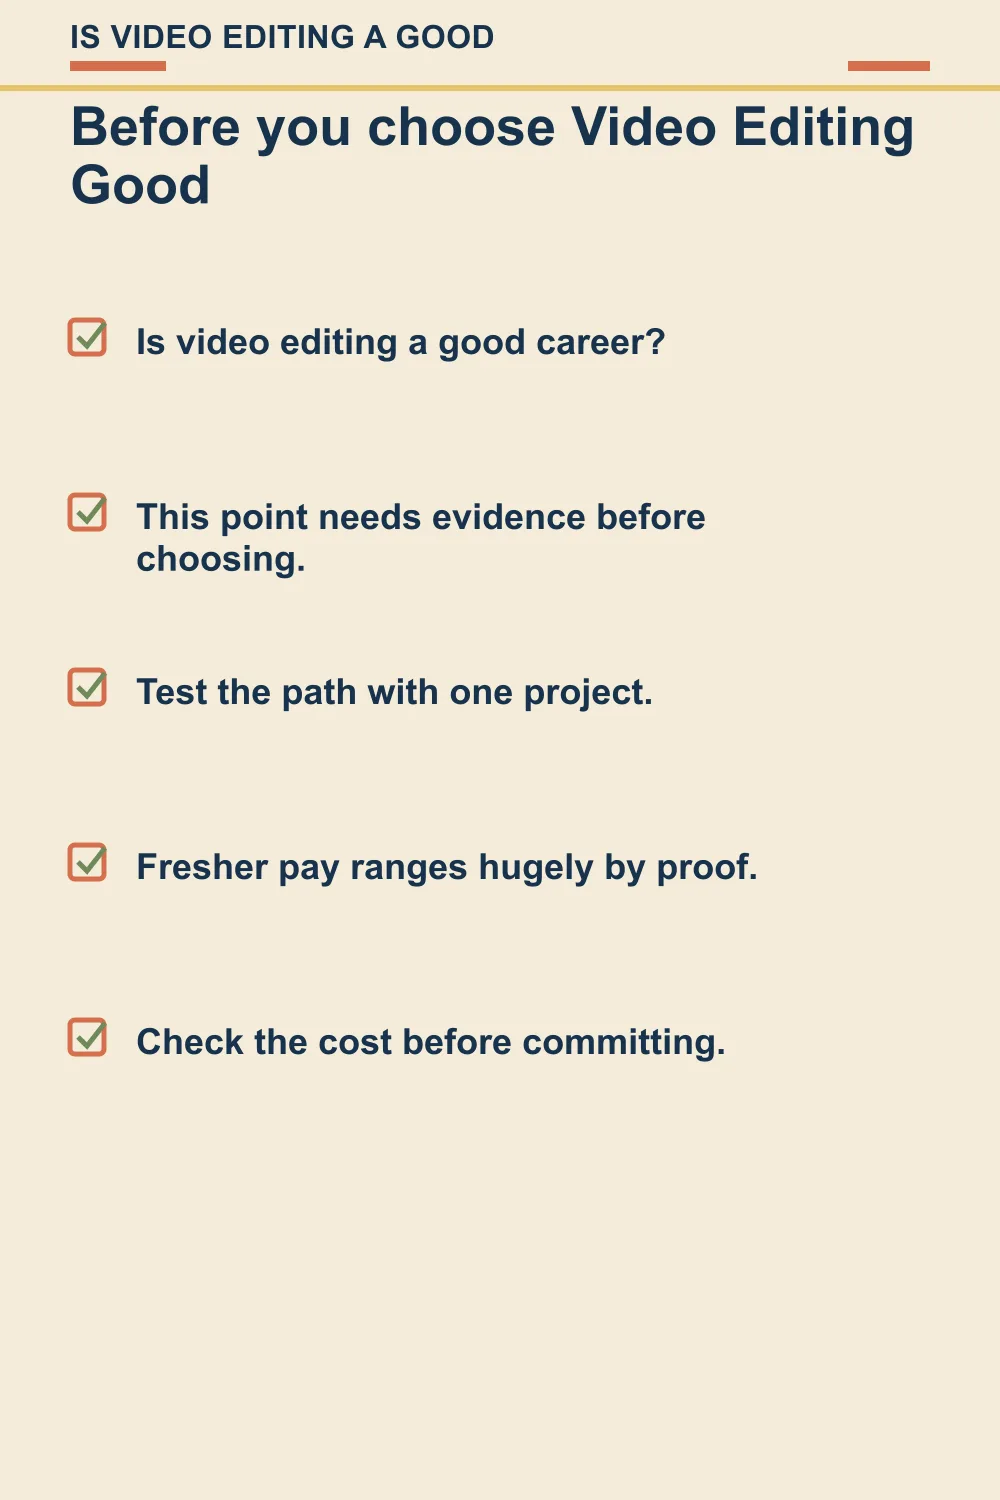 IS VIDEO EDITING A GOOD
Before you choose Video Editing
Good
Is video editing a good career?
This point needs evidence before
choosing.
Test the path with one project.
Fresher pay ranges hugely by proof.
Check the cost before committing.